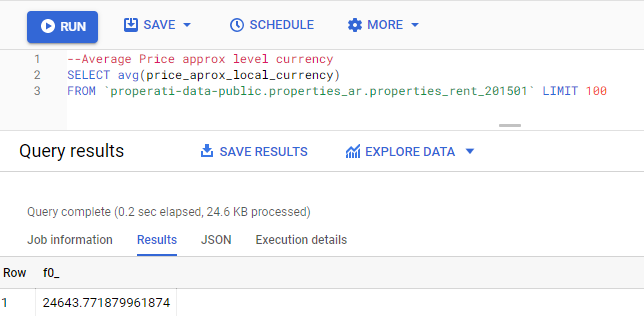 RUN SAVE SCHEDULE MORE
1 --Average Price approx level currency
2 SELECT avg(price_aprox_local_currency)
3 FROM `properati-data-public.properties_ar.properties_rent_201501` LIMIT 100
Query results SAVE RESULTS EXPLORE DATA
Query complete (0.2 sec elapsed, 24.6 KB processed)
Job information Results JSON Execution details
Row f0_
1 24643.771879961874